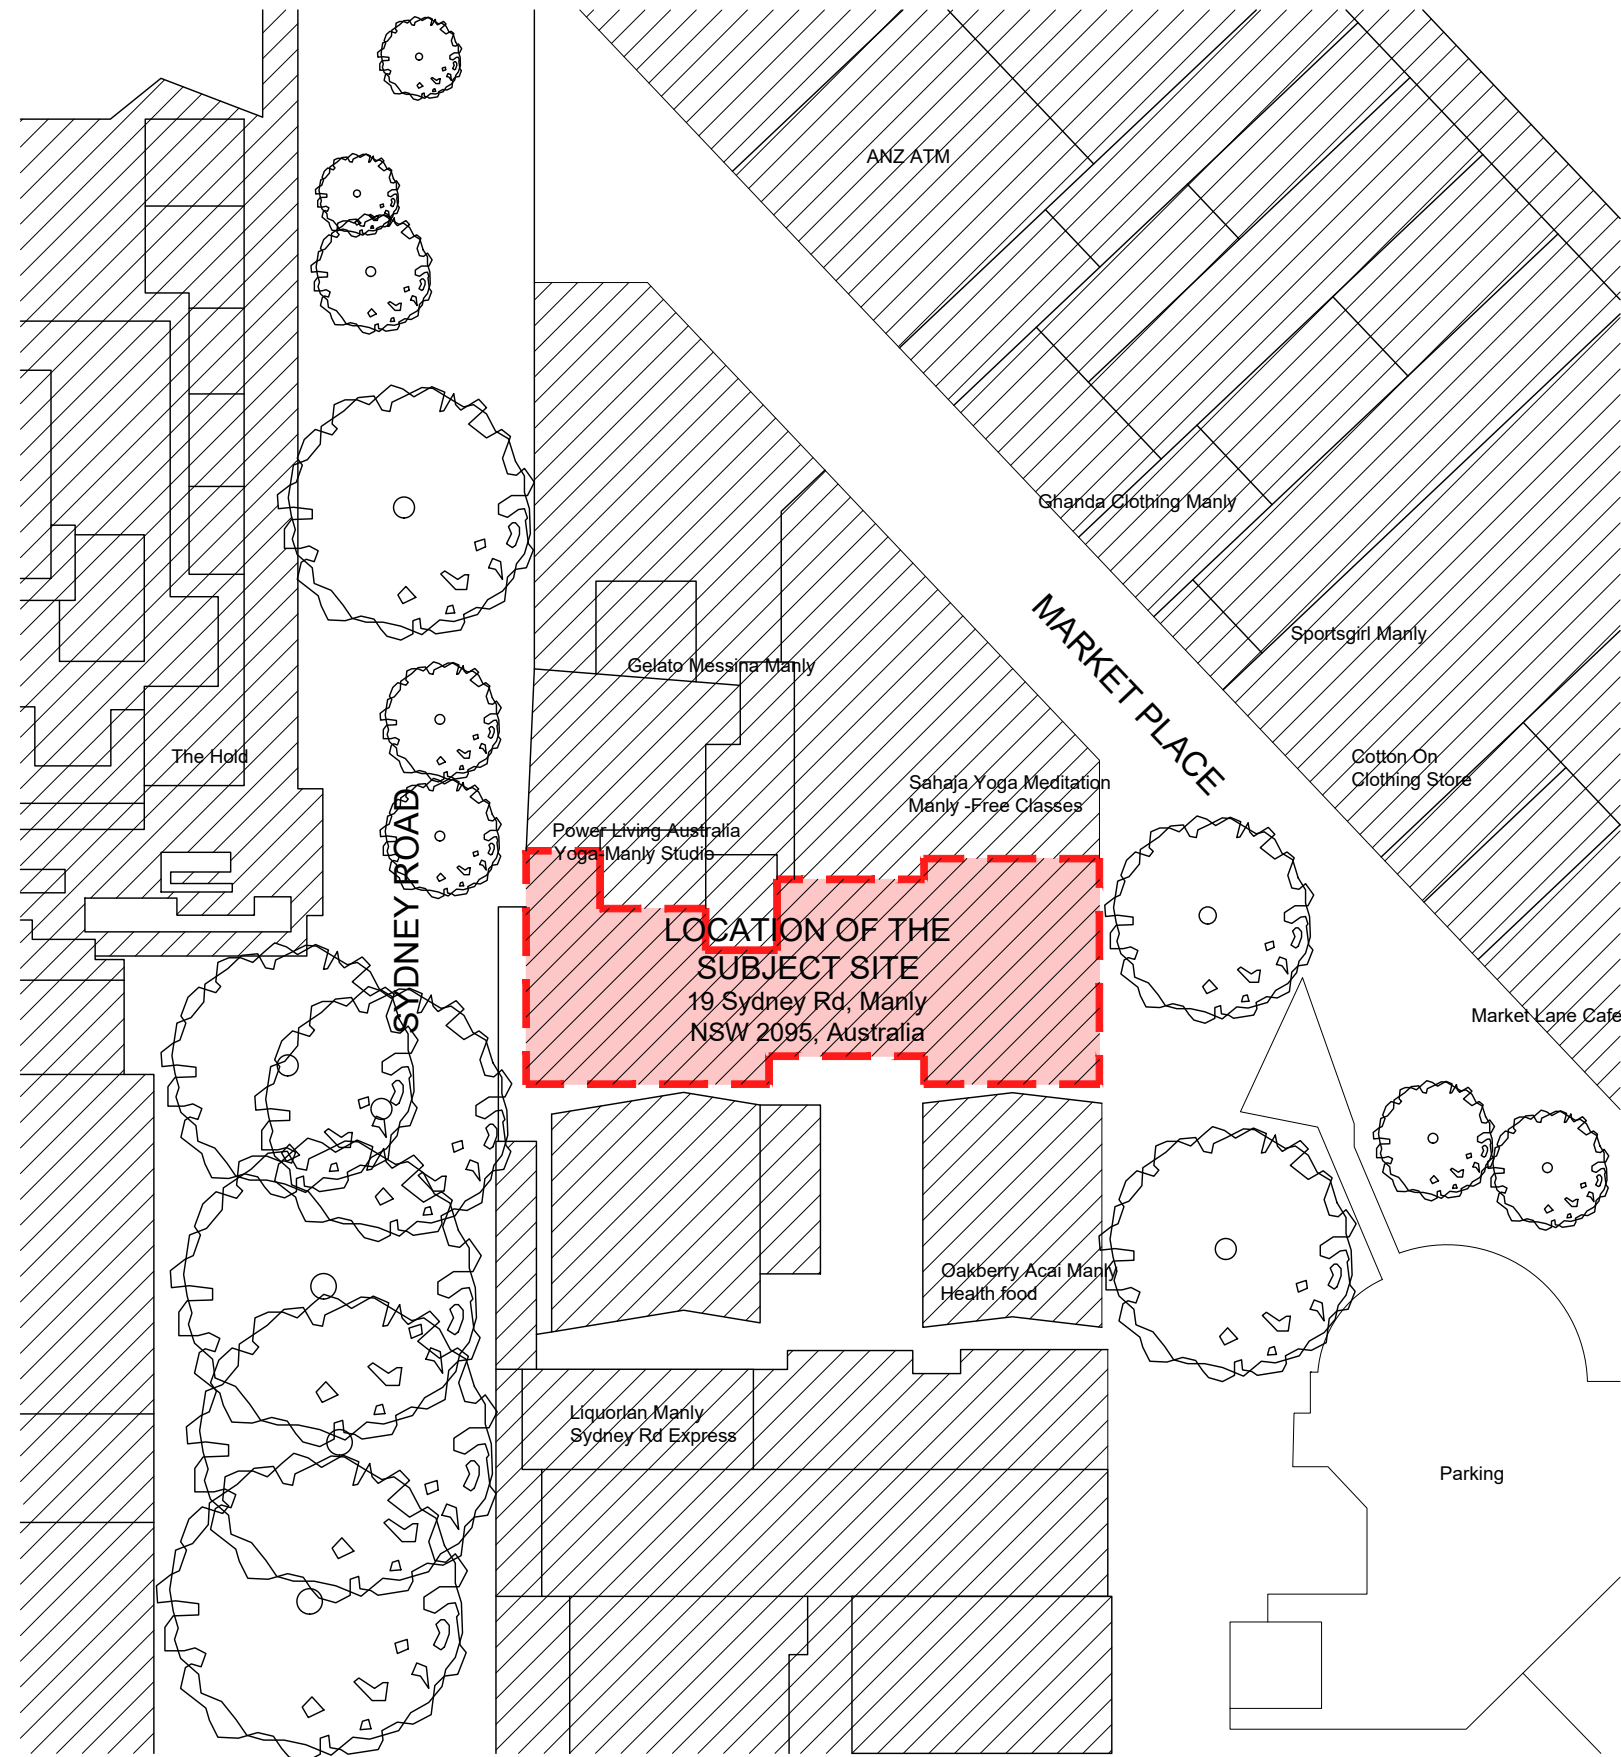 ANZ ATM
Ghanda Clothing Manly
MARKET PLACE
Sportsgirl Manly
Gelato Messina Manly
The Hold
Cotton On
Clothing Store
Sahaja Yoga Meditation
Manly -Free Classes
Power Living Australia
Yoga-Manly Studio
SYDNEY ROAD
LOCATION OF THE
SUBJECT SITE
19 Sydney Rd, Manly
NSW 2095, Australia
Market Lane Cafe
Oakberry Acai Manly
Health food
Liquorlan Manly
Sydney Rd Express
Parking